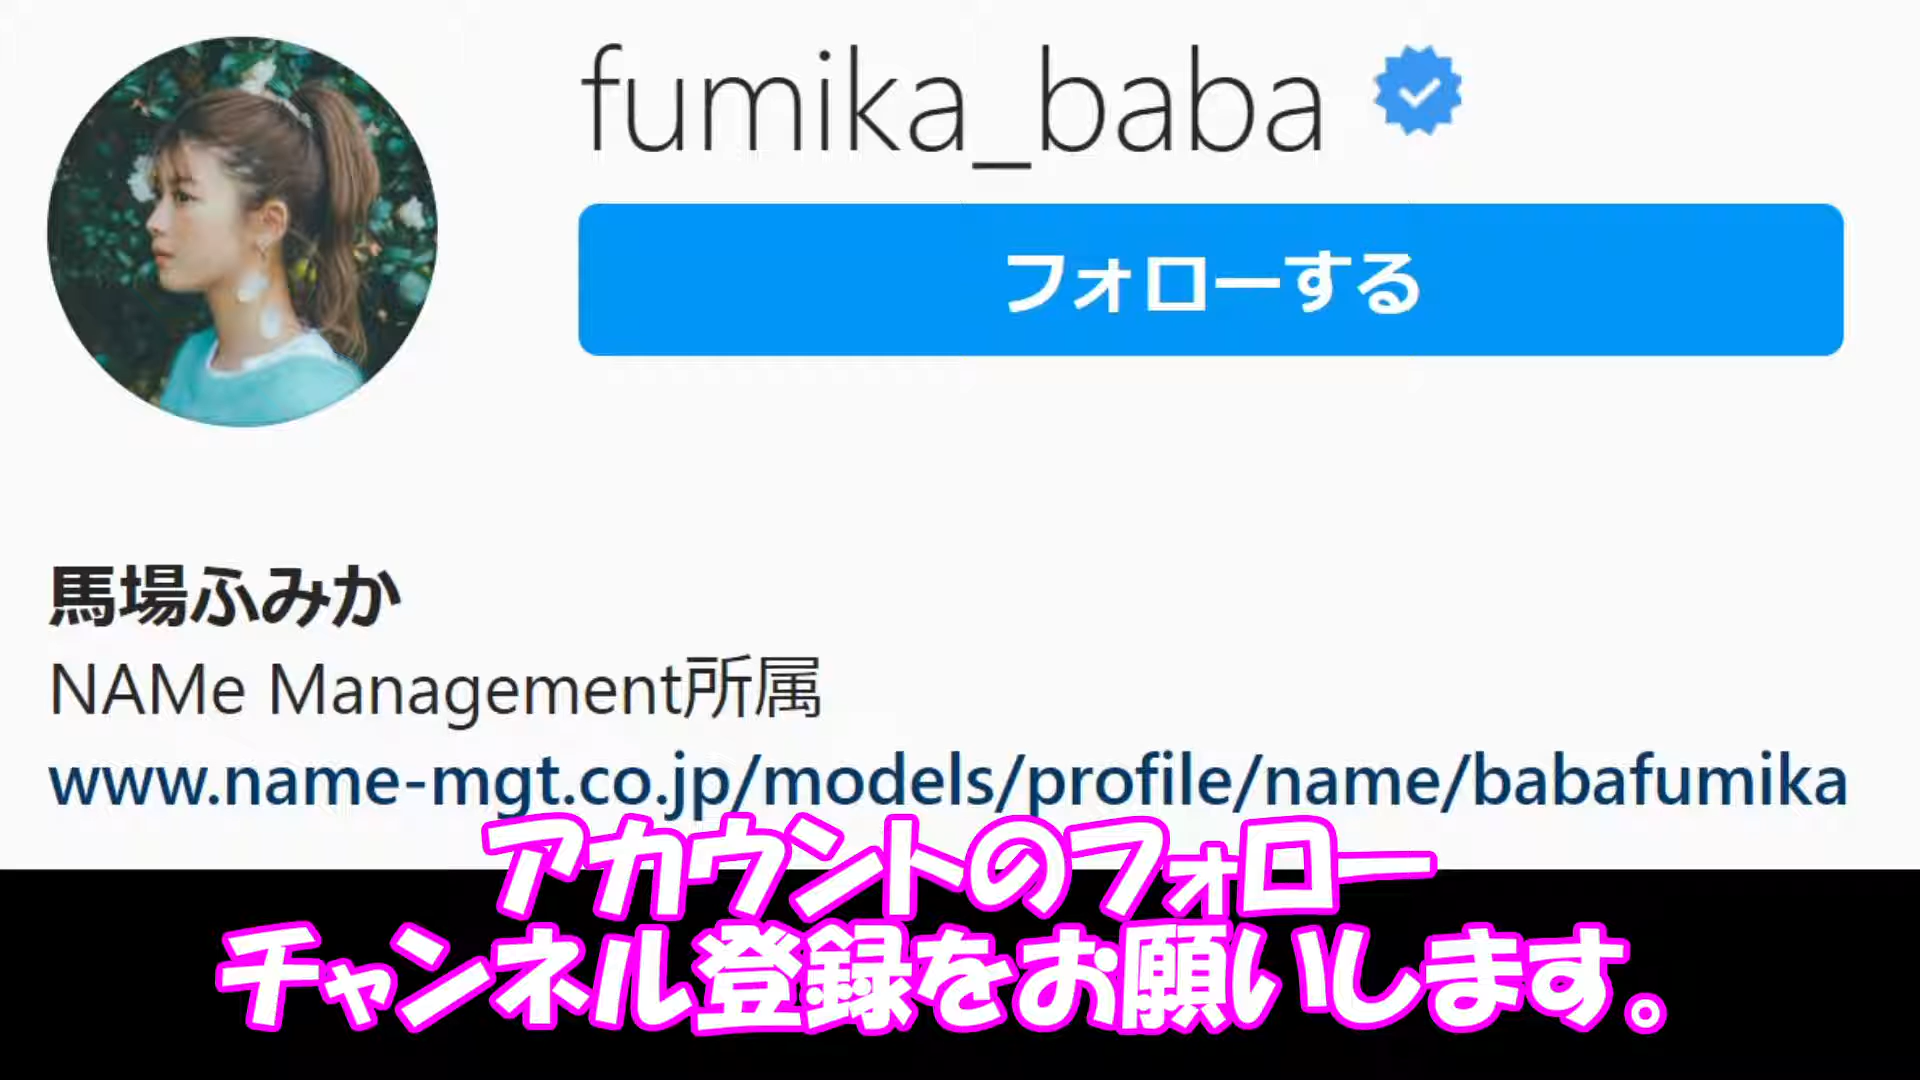 fumika_baba
フォローする
馬場ふみか
NAMe Management所属
www.name-mgt.co.jp/models/profile/name/babafumika
アカウントのフォロー
チャンネル登録をお願いします。